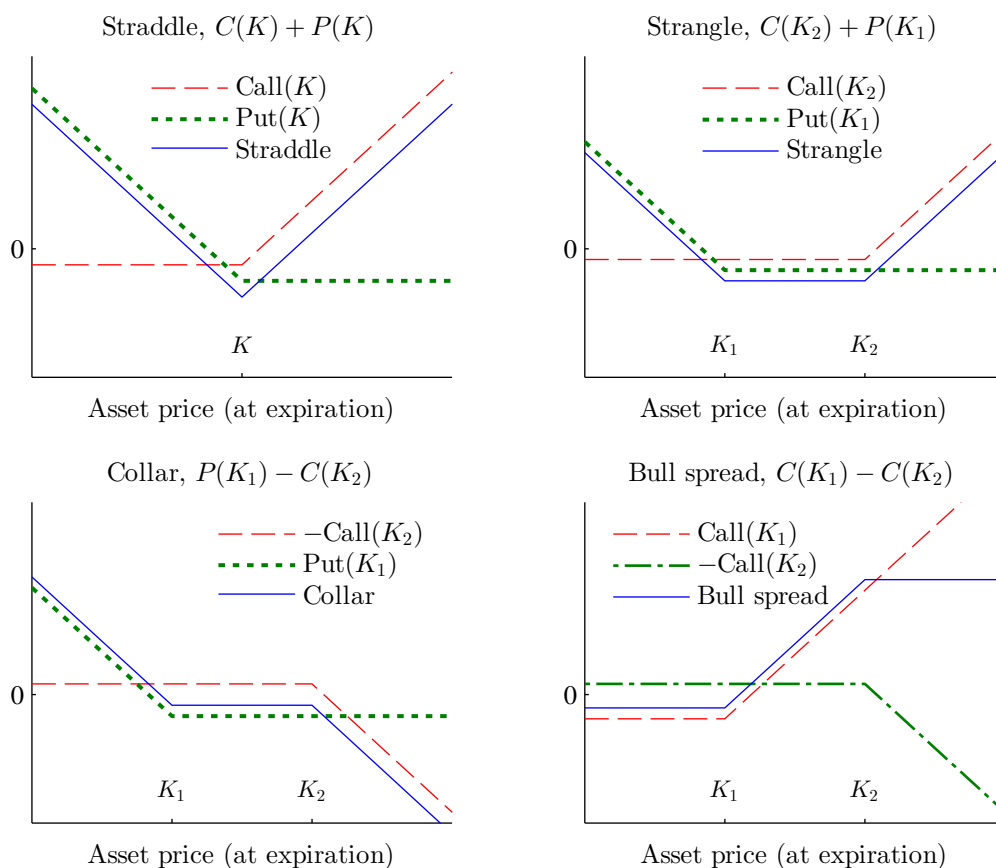 Straddle, C(K) + P(K)
Call(K)
Put(K)
Straddle
0
K
Asset price (at expiration)
Strangle, C(K₂) + P(K₁)
Call(K₂)
Put(K₁)
Strangle
0
K₁ K₂
Asset price (at expiration)
Collar, P(K₁) − C(K₂)
−Call(K₂)
Put(K₁)
Collar
0
K₁ K₂
Asset price (at expiration)
Bull spread, C(K₁) − C(K₂)
Call(K₁)
−Call(K₂)
Bull spread
0
K₁ K₂
Asset price (at expiration)